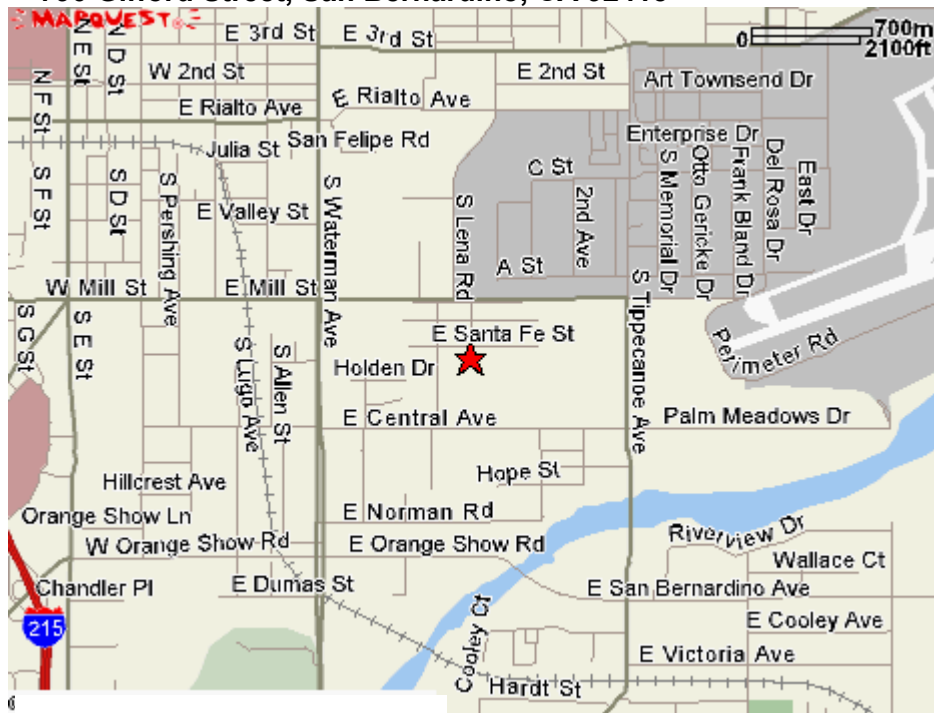 MARQUEST
E 3rd St
E 3rd St
0
700m
2100ft
N E St
N D St
N F St
W 2nd St
E 2nd St
Art Townsend Dr
E Rialto Ave
E Rialto Ave
San Felipe Rd
Julia St
Enterprise Dr
C St
S F St
S D St
S Pershing Ave
E Valley St
S Waterman Ave
S Lena Rd
2nd Ave
S Memorial Dr
Otto Gericke Dr
Frank Bland Dr
Del Rosa Dr
East Dr
A St
W Mill St
E Mill St
S G St
S E St
S Lugo Ave
S Allen St
E Santa Fe St
S Tippecanoe Ave
Perimeter Rd
Holden Dr
E Central Ave
Palm Meadows Dr
Hillcrest Ave
Hope St
Orange Show Ln
E Norman Rd
W Orange Show Rd
E Orange Show Rd
Riverview Dr
Wallace Ct
Chandler Pl
E Dumas St
E San Bernardino Ave
215
Cooley Ct
E Cooley Ave
E Victoria Ave
Hardt St